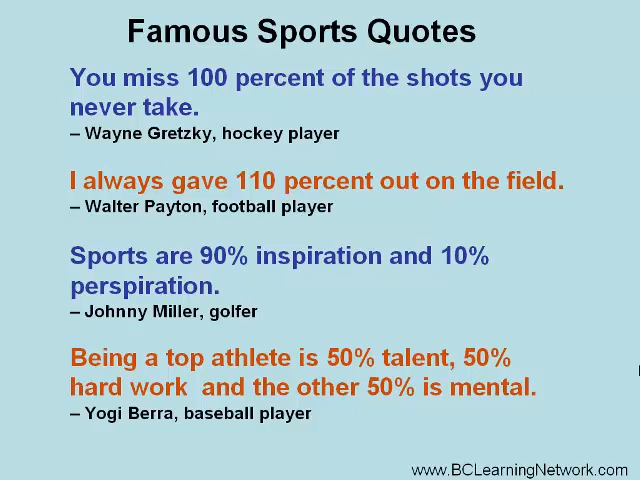 Famous Sports Quotes
You miss 100 percent of the shots you
never take.
– Wayne Gretzky, hockey player
I always gave 110 percent out on the field.
– Walter Payton, football player
Sports are 90% inspiration and 10%
perspiration.
– Johnny Miller, golfer
Being a top athlete is 50% talent, 50%
hard work  and the other 50% is mental.
– Yogi Berra, baseball player
www.BCLearningNetwork.com